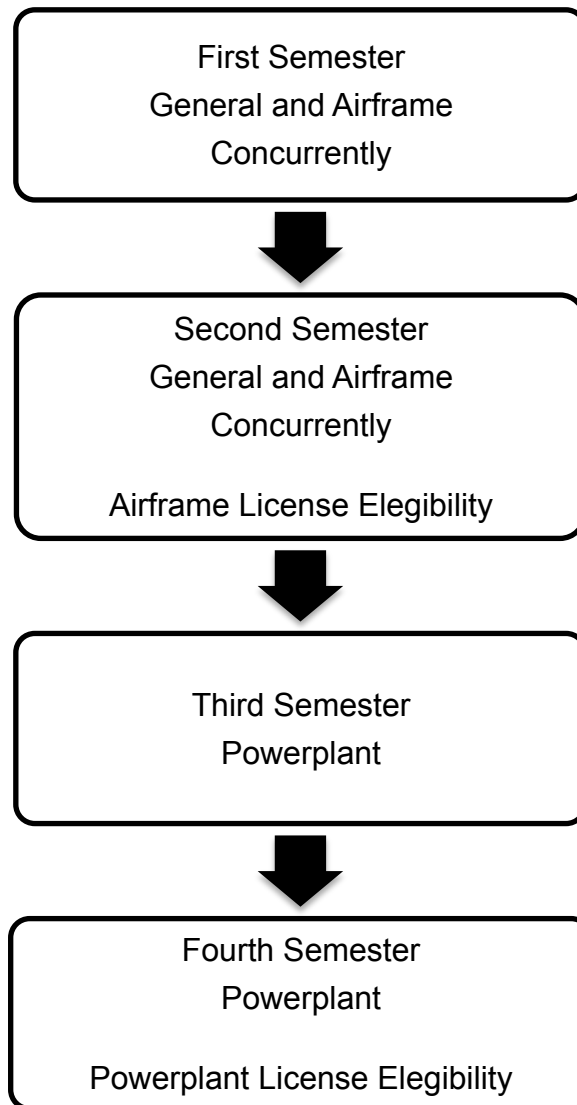 First Semester
General and Airframe
Concurrently
Second Semester
General and Airframe
Concurrently
Airframe License Elegibility
Third Semester
Powerplant
Fourth Semester
Powerplant
Powerplant License Elegibility